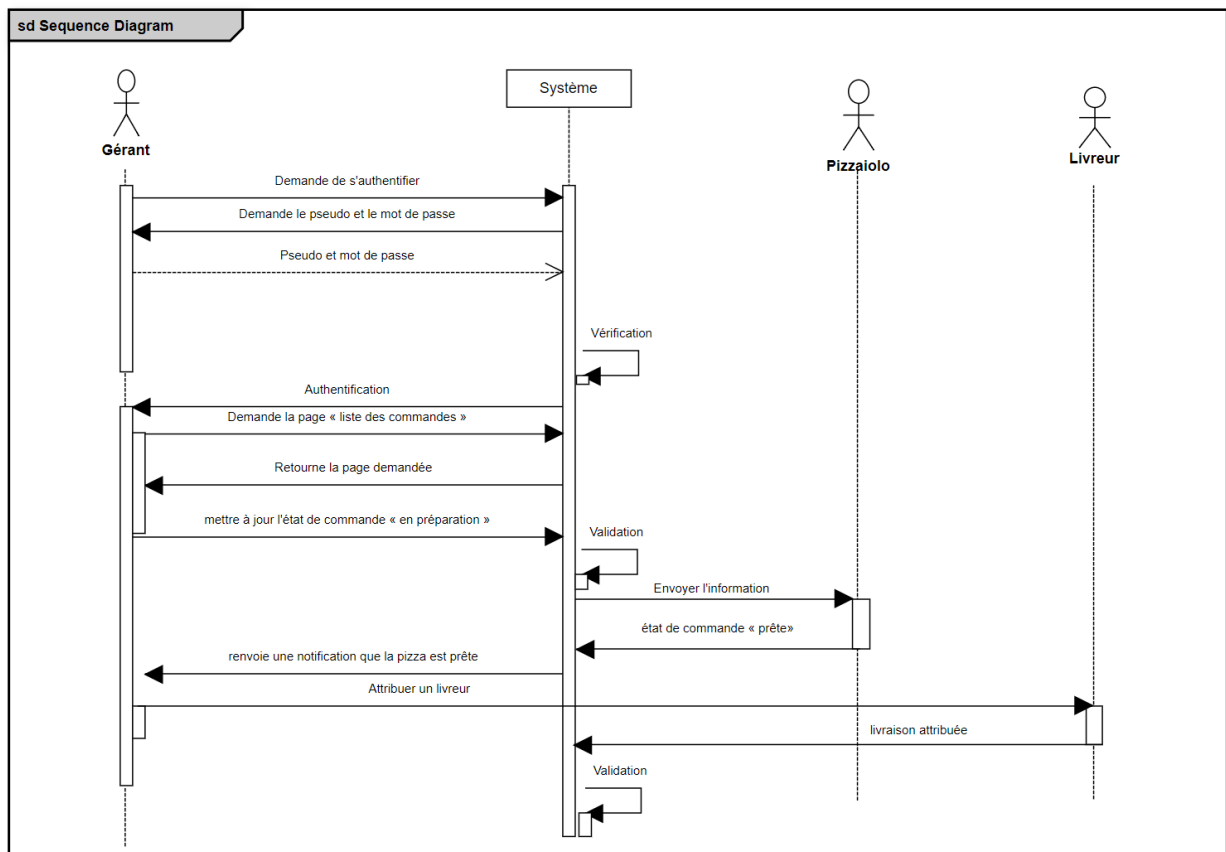 sd Sequence Diagram
Système
Gérant
Pizzaiolo
Livreur
Demande de s'authentifier
Demande le pseudo et le mot de passe
Pseudo et mot de passe
Vérification
Authentification
Demande la page « liste des commandes »
Retourne la page demandée
mettre à jour l'état de commande « en préparation »
Validation
Envoyer l'information
état de commande « prête»
renvoie une notification que la pizza est prête
Attribuer un livreur
livraison attribuée
Validation